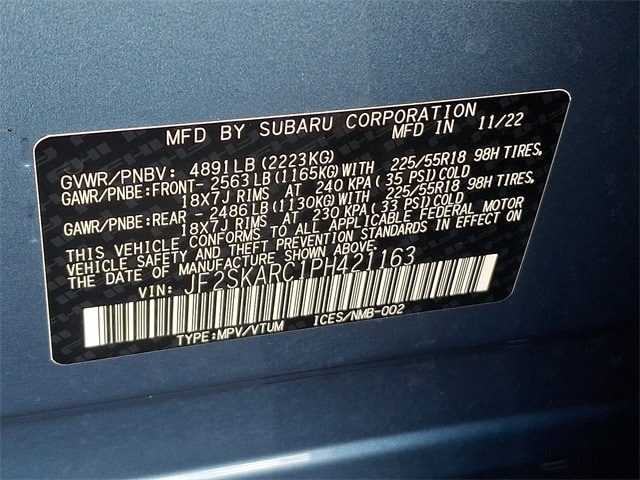 MFD BY SUBARU CORPORATION
MFD IN 11/22
GVWR/PNBV: 4891LB(2223KG)
GAWR/PNBE:FRONT- 2563LB(1165KG)WITH 225/55R18 98H TIRES,
18X7J RIMS AT 240 KPA( 35 PSI)COLD
GAWR/PNBE:REAR - 2486LB(1130KG)WITH 225/55R18 98H TIRES,
18X7J RIMS AT 230 KPA( 33 PSI)COLD
THIS VEHICLE CONFORMS TO ALL APPLICABLE FEDERAL MOTOR
VEHICLE SAFETY AND THEFT PREVENTION STANDARDS IN EFFECT ON
THE DATE OF MANUFACTURE SHOWN ABOVE.
VIN: JF2SKARC1PH421163
TYPE:MPV/VTUM ICES/NMB-002